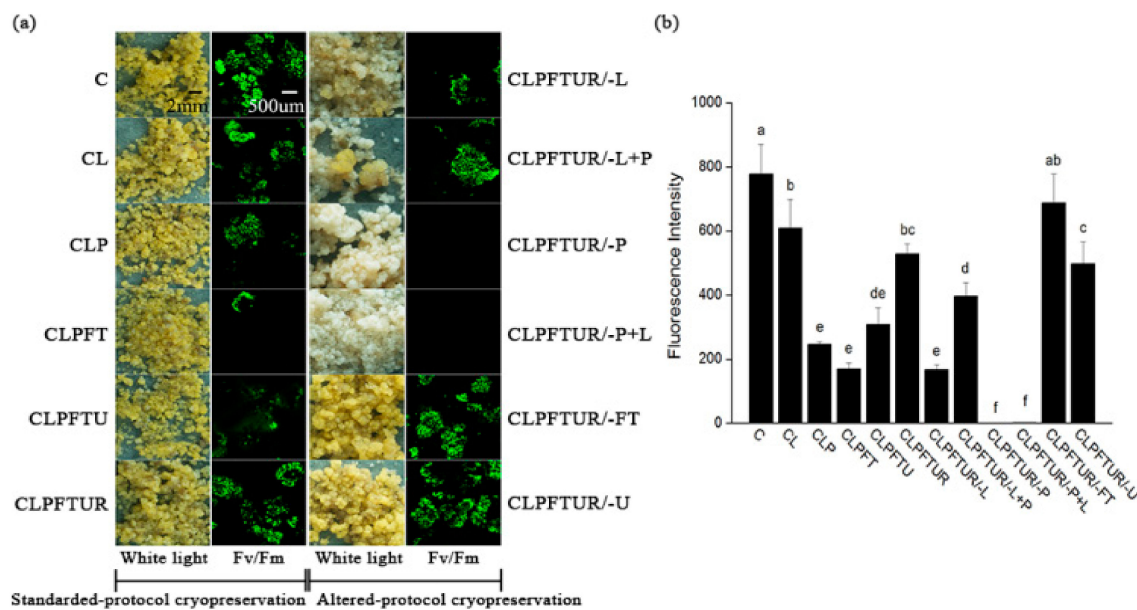 (a)
C
2mm
500um
CLPFTUR/-L
CL
CLPFTUR/-L+P
CLP
CLPFTUR/-P
CLPFT
CLPFTUR/-P+L
CLPFTU
CLPFTUR/-FT
CLPFTUR
CLPFTUR/-U
White light Fv/Fm White light Fv/Fm
Standarded-protocol cryopreservation Altered-protocol cryopreservation
(b)
Fluorescence Intensity
1000
800
600
400
200
0
a b e e de bc e d f f ab c
C
CL
CLP
CLPFT
CLPFTU
CLPFTUR
CLPFTUR/-L
CLPFTUR/-L+P
CLPFTUR/-P
CLPFTUR/-P+L
CLPFTUR/-FT
CLPFTUR/-U